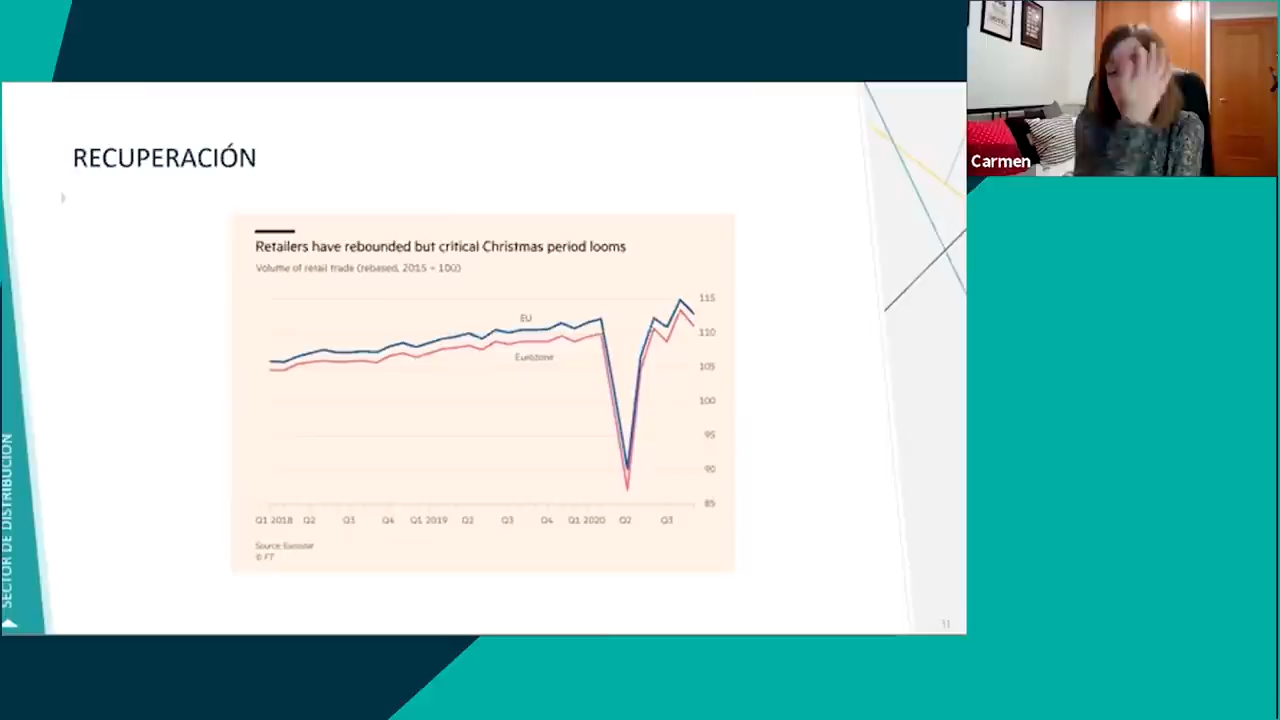 RECUPERACIÓN
Retailers have rebounded but critical Christmas period looms
Volume of retail trade (rebased, 2015 = 100)
EU
Eurozone
115
110
105
100
95
90
85
Q1 2018 Q2 Q3 Q4 Q1 2019 Q2 Q3 Q4 Q1 2020 Q2 Q3
Source: Eurostat
© FT
SECTOR DE DISTRIBUCIÓN
11
Carmen